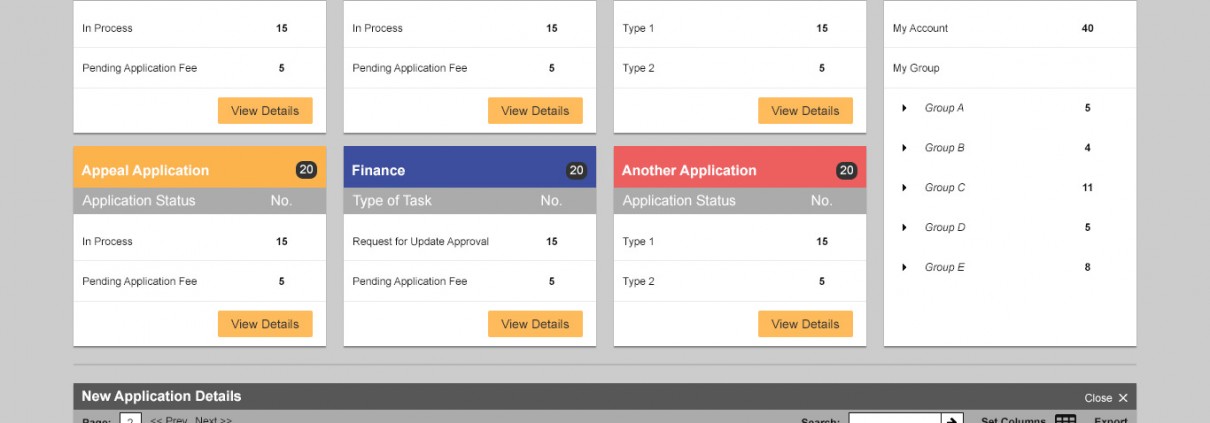 In Process 15
Pending Application Fee 5
View Details
In Process 15
Pending Application Fee 5
View Details
Type 1 15
Type 2 5
View Details
My Account 40
My Group
Group A 5
Group B 4
Group C 11
Group D 5
Group E 8
Appeal Application 20
Application Status No.
In Process 15
Pending Application Fee 5
View Details
Finance 20
Type of Task No.
Request for Update Approval 15
Pending Application Fee 5
View Details
Another Application 20
Application Status No.
Type 1 15
Type 2 5
View Details
New Application Details Close X
Page: 2 << Prev Next >> Search: Set Columns Export